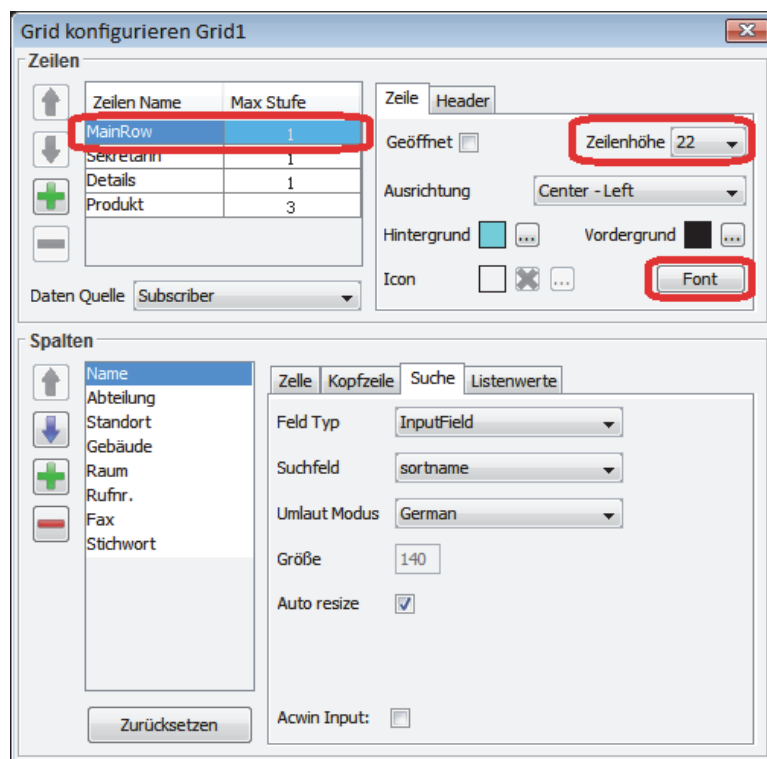 Grid konfigurieren Grid1
Zeilen
Zeilen Name Max Stufe
MainRow 1
Sekretärin 1
Details 1
Produkt 3
Daten Quelle Subscriber
Zeile Header
Geöffnet Zeilenhöhe 22
Ausrichtung Center - Left
Hintergrund ... Vordergrund ...
Icon ... Font
Spalten
Name
Abteilung
Standort
Gebäude
Raum
Rufnr.
Fax
Stichwort
Zurücksetzen
Zelle Kopfzeile Suche Listenwerte
Feld Typ InputField
Suchfeld sortname
Umlaut Modus German
Größe 140
Auto resize
Acwin Input: